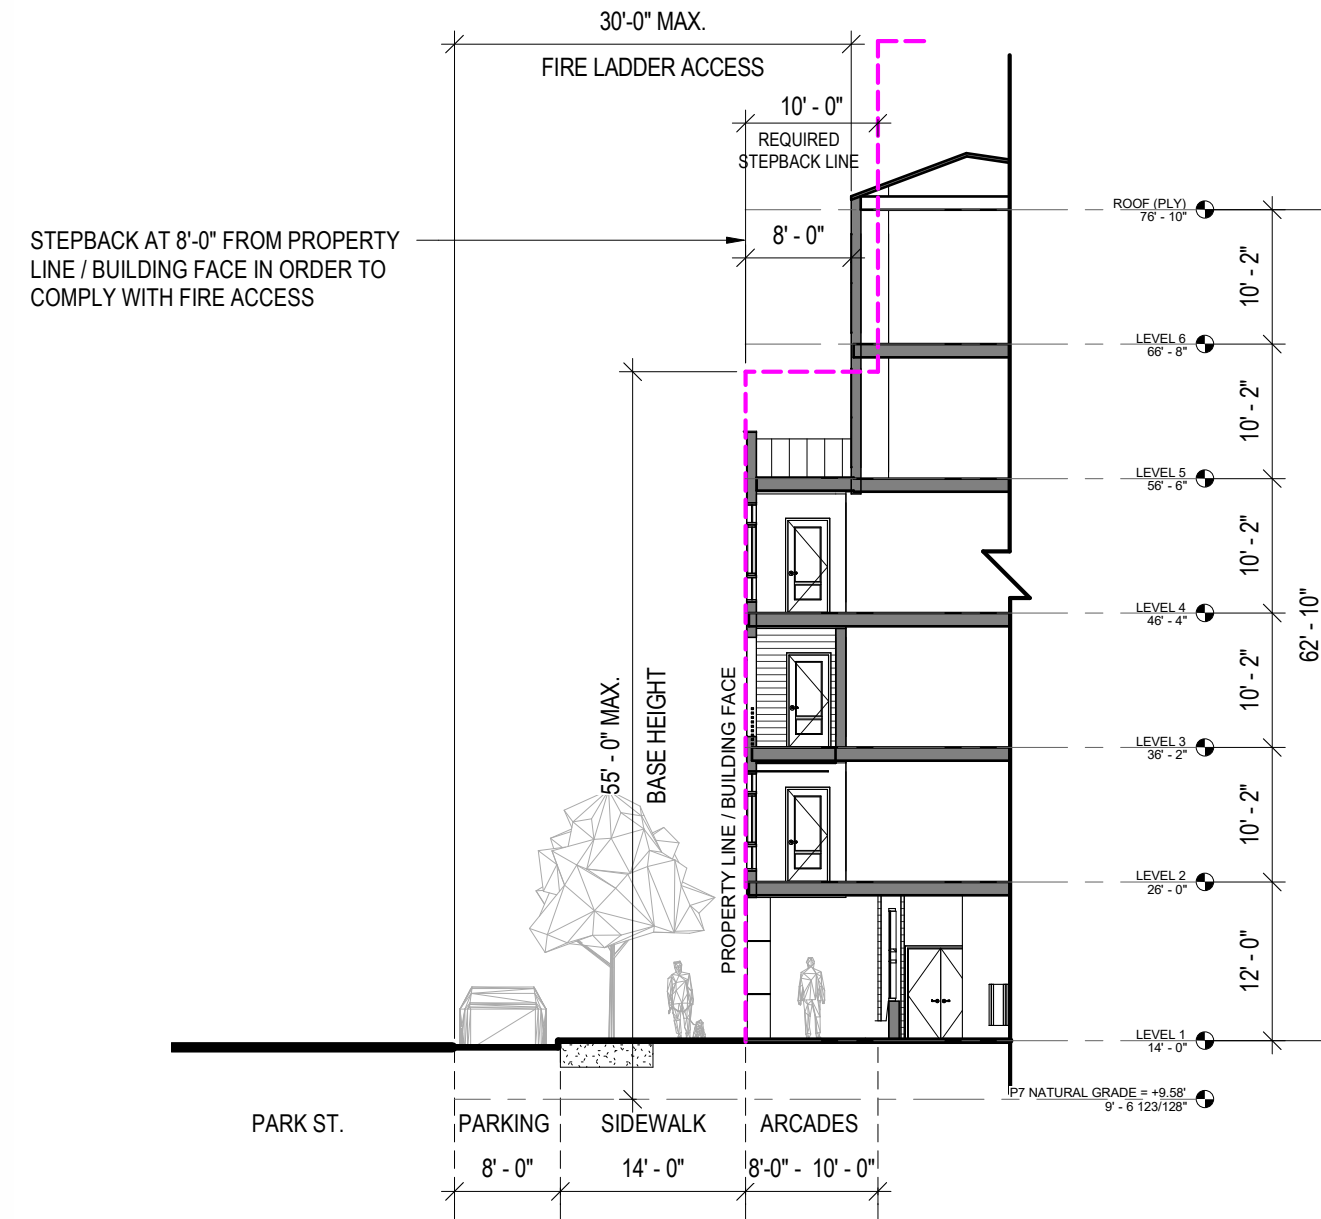 30'-0" MAX.
FIRE LADDER ACCESS
10' - 0"
REQUIRED
STEPBACK LINE
8' - 0"
STEPBACK AT 8'-0" FROM PROPERTY
LINE / BUILDING FACE IN ORDER TO
COMPLY WITH FIRE ACCESS
ROOF (PLY)
76' - 10"
10' - 2"
LEVEL 6
66' - 8"
10' - 2"
LEVEL 5
56' - 6"
10' - 2"
LEVEL 4
46' - 4"
62' - 10"
10' - 2"
LEVEL 3
36' - 2"
10' - 2"
LEVEL 2
26' - 0"
12' - 0"
LEVEL 1
14' - 0"
55' - 0" MAX.
BASE HEIGHT
PROPERTY LINE / BUILDING FACE
P7 NATURAL GRADE = +9.58'
9' - 6 123/128"
PARK ST.
PARKING
SIDEWALK
ARCADES
8' - 0"
14' - 0"
8'-0" - 10' - 0"